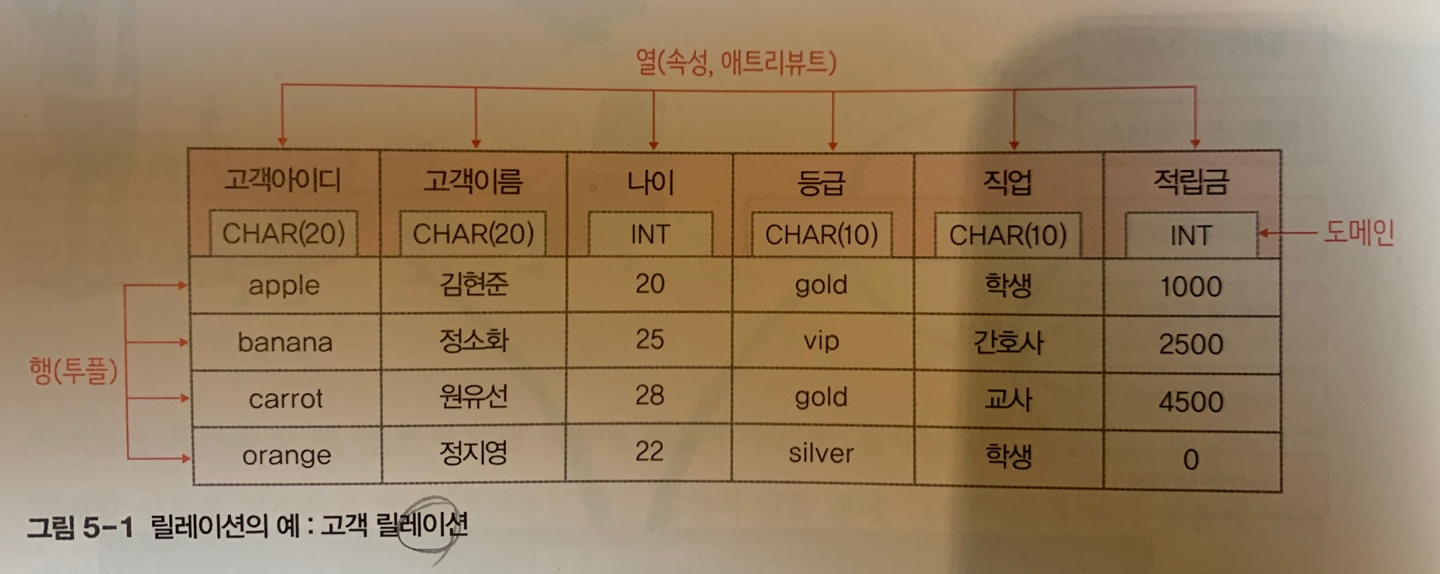 열(속성, 애트리뷰트)
고객아이디 고객이름 나이 등급 직업 적립금
CHAR(20) CHAR(20) INT CHAR(10) CHAR(10) INT 도메인
apple 김현준 20 gold 학생 1000
banana 정소화 25 vip 간호사 2500
행(투플)
carrot 원유선 28 gold 교사 4500
orange 정지영 22 silver 학생 0
그림 5-1 릴레이션의 예 : 고객 릴레이션